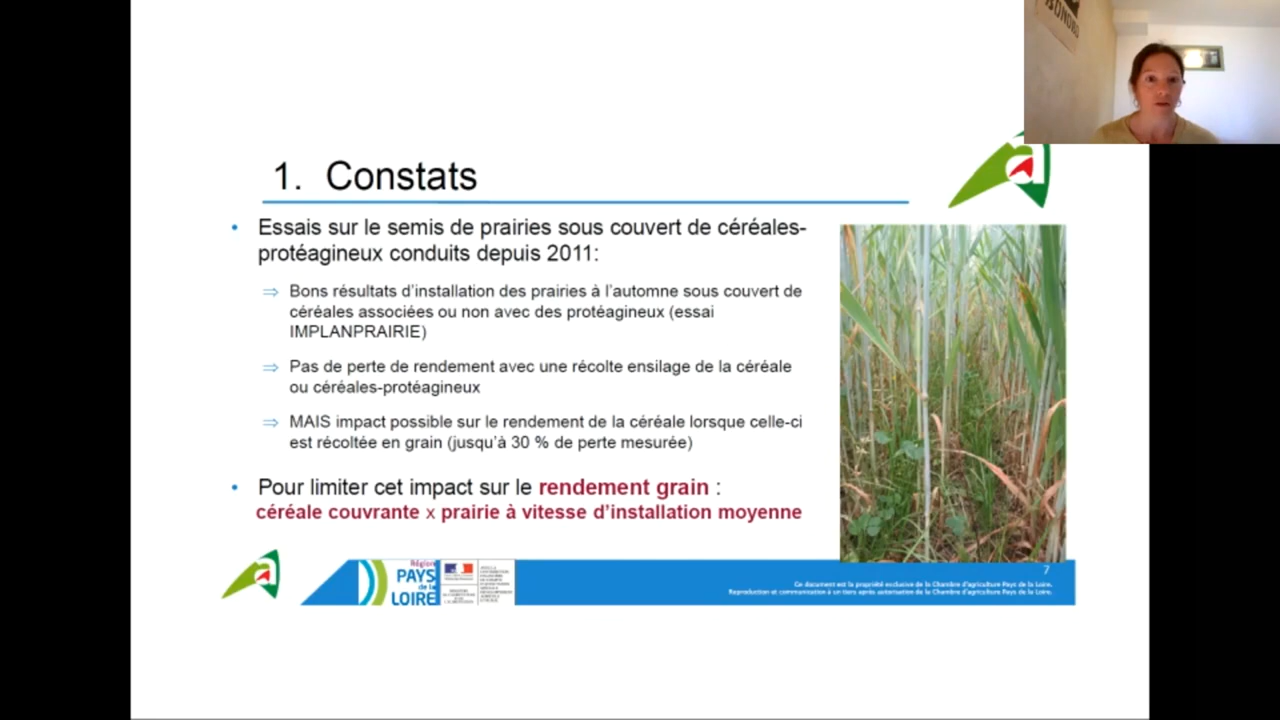 1. Constats
• Essais sur le semis de prairies sous couvert de céréales-
protéagineux conduits depuis 2011:
⇒ Bons résultats d'installation des prairies à l'automne sous couvert de
céréales associées ou non avec des protéagineux (essai
IMPLANPRAIRIE)
⇒ Pas de perte de rendement avec une récolte ensilage de la céréale
ou céréales-protéagineux
⇒ MAIS impact possible sur le rendement de la céréale lorsque celle-ci
est récoltée en grain (jusqu'à 30 % de perte mesurée)
• Pour limiter cet impact sur le rendement grain :
céréale couvrante x prairie à vitesse d'installation moyenne
a
a
Région
PAYS
de la
LOIRE
7
Ce document est la propriété exclusive de la Chambre d'agriculture Pays de la Loire.
Reproduction et communication à un tiers après autorisation de la Chambre d'agriculture Pays de la Loire.